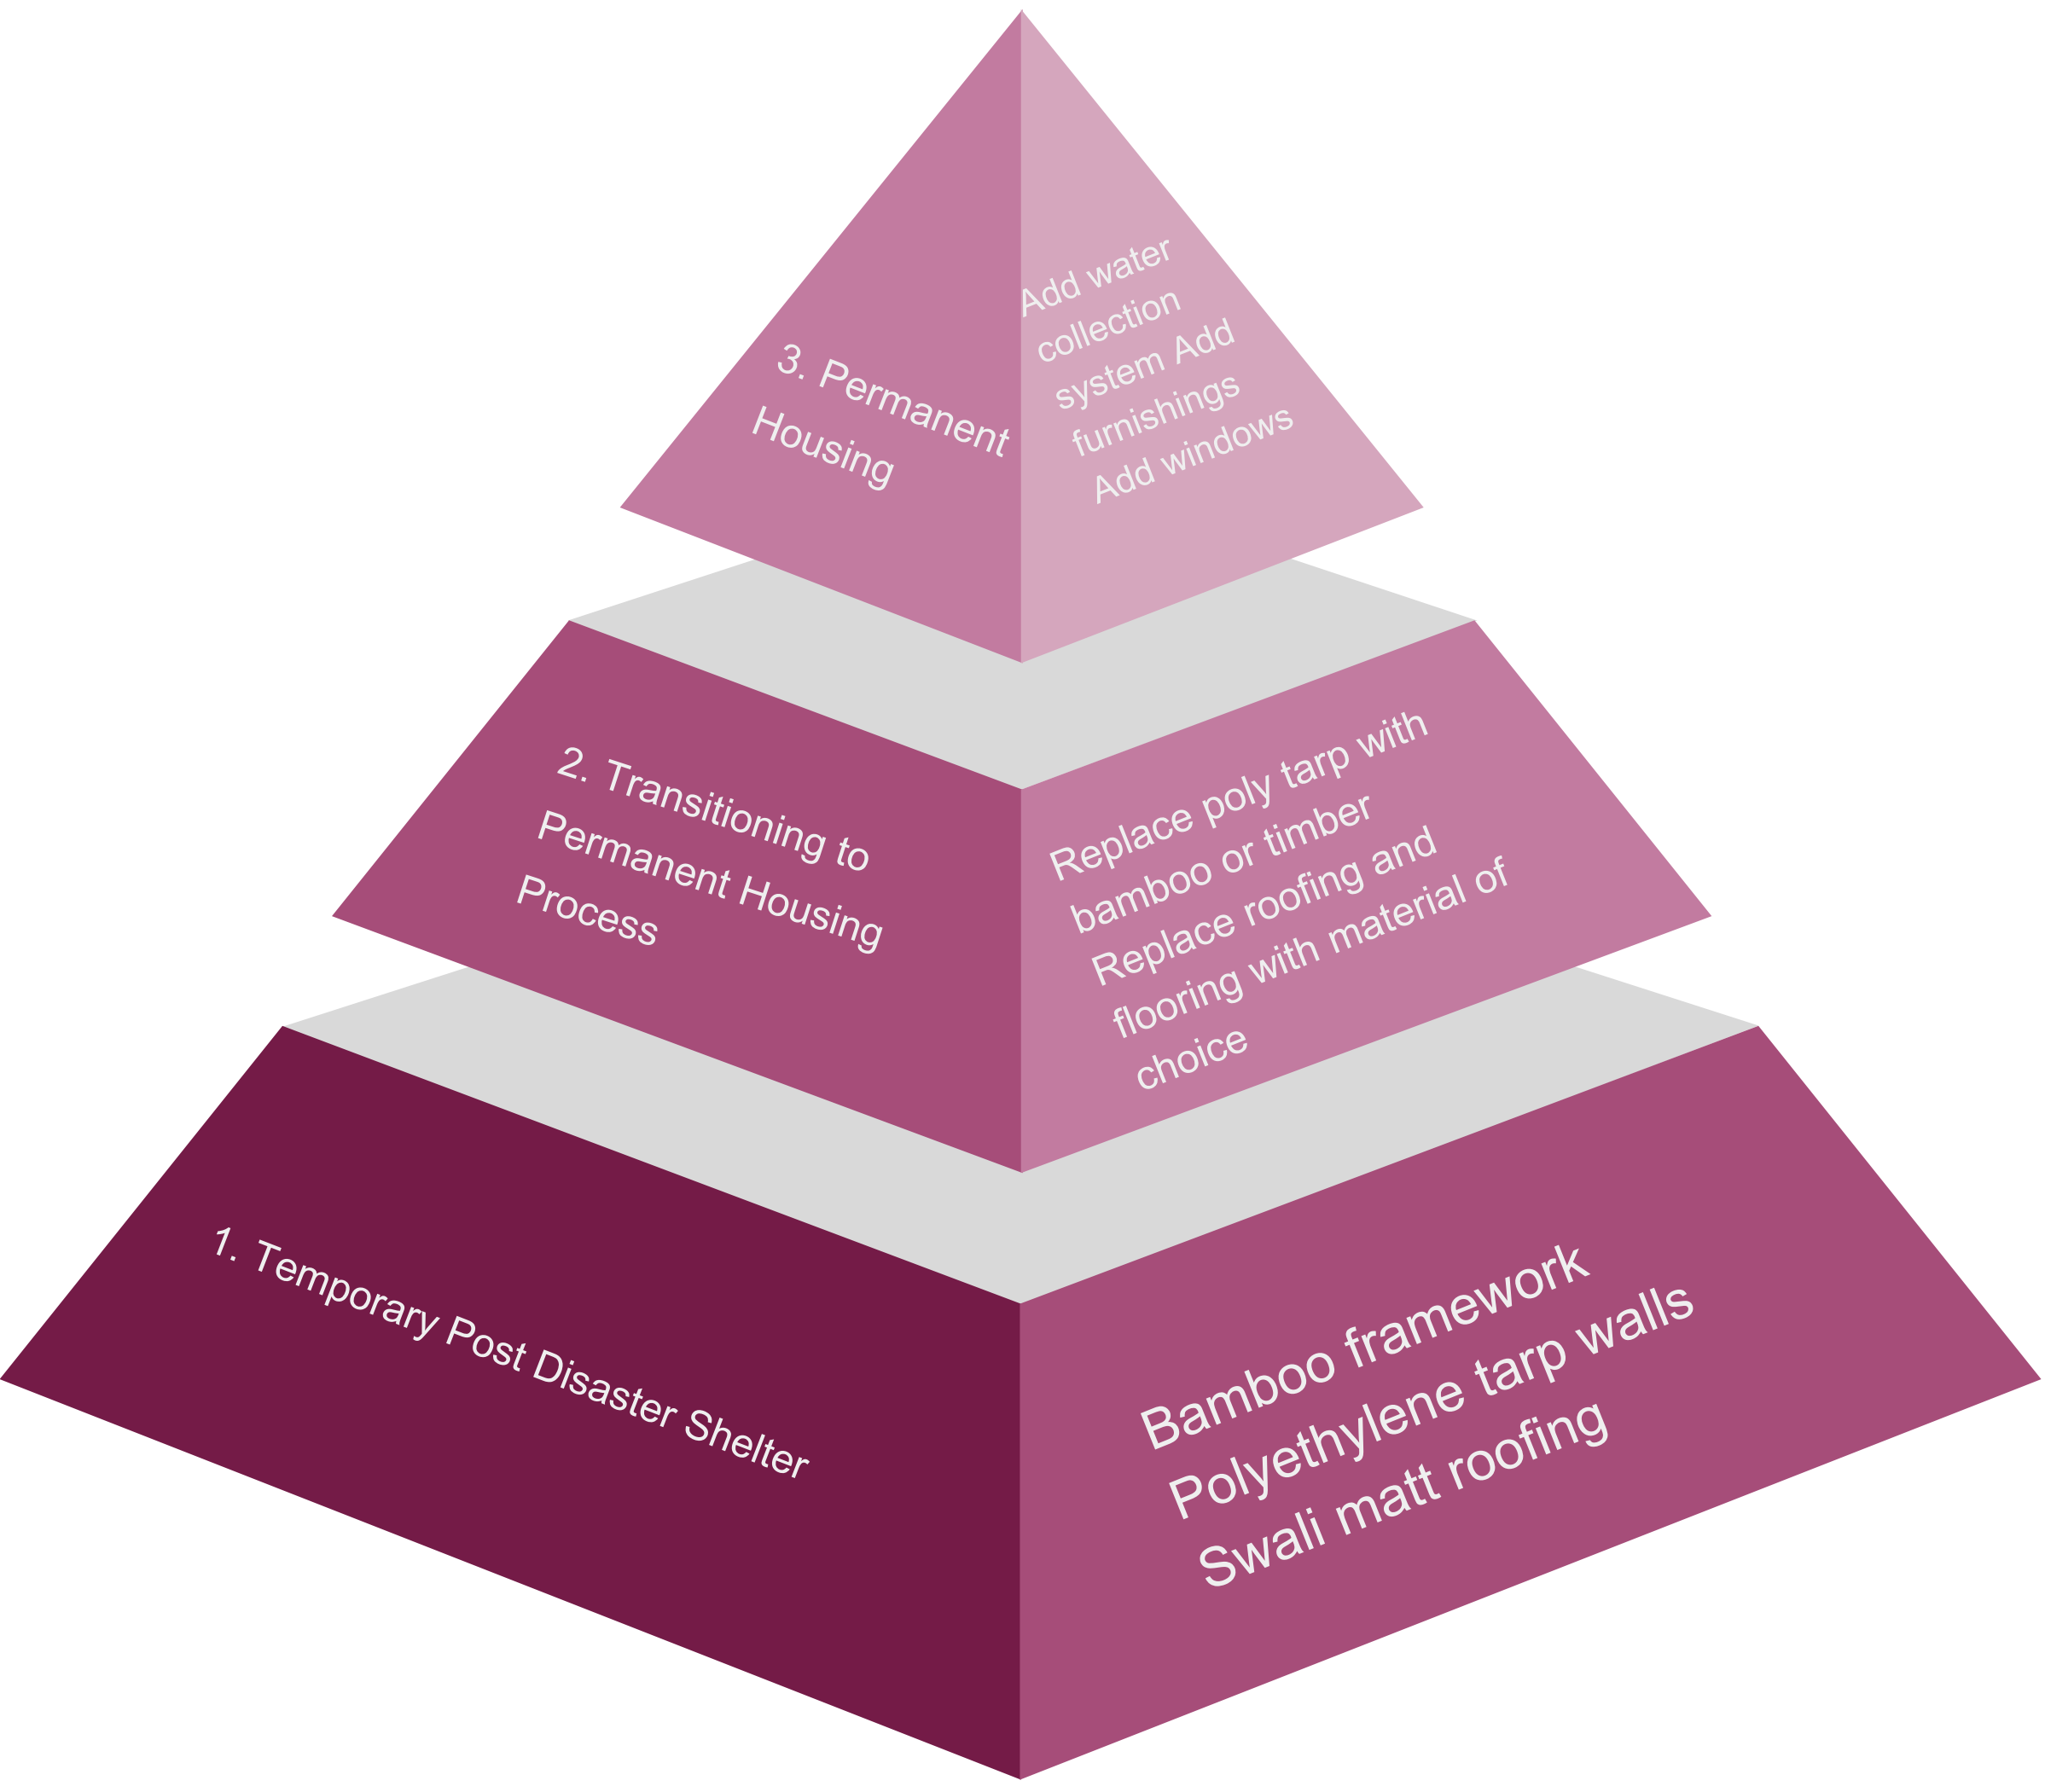 3. Permanent
Housing
Add water
collection
system Add
furnishings
Add windows
2. Transitioning to
Permanent Housing
Process
Replace poly tarp with
bamboo or timber
Replace roofing and
flooring with material of
choice
1. Temporary Post Disaster Shelter
Bamboo framework
Polyethylene tarp walls
Swali matt roofing